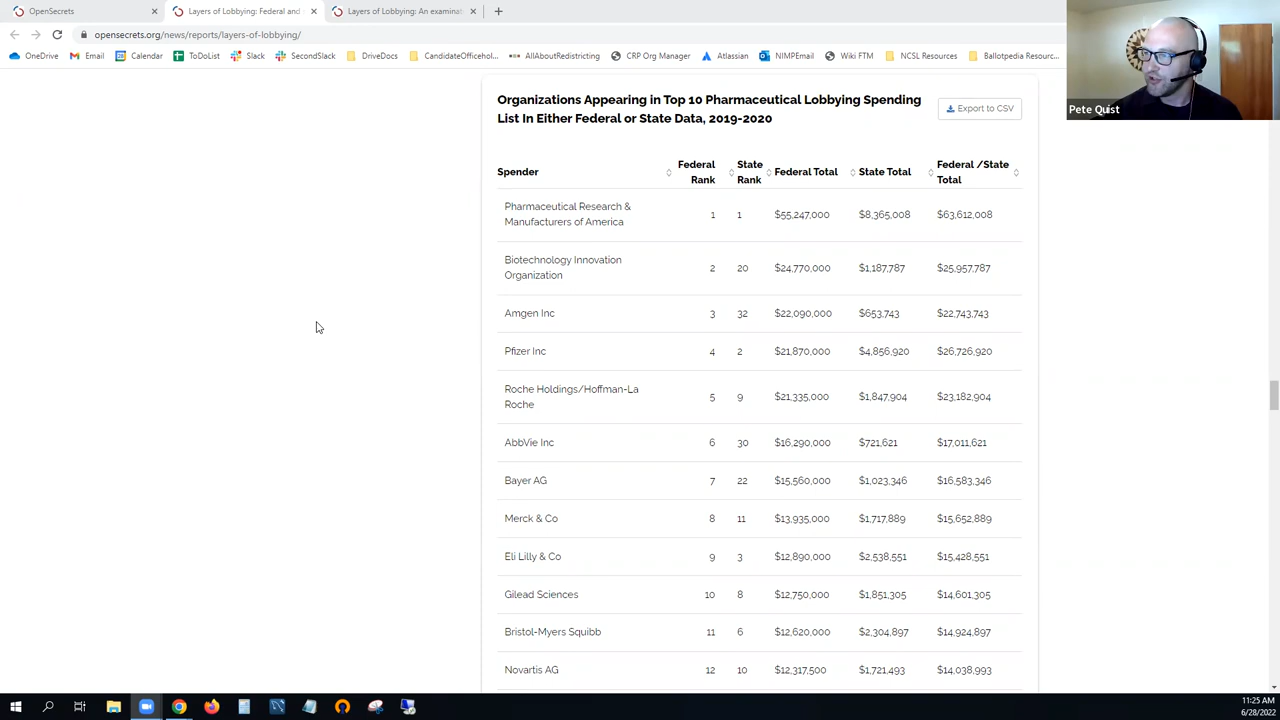 OpenSecrets
Layers of Lobbying: Federal and
Layers of Lobbying: An examinat
opensecrets.org/news/reports/layers-of-lobbying/
OneDrive Email Calendar ToDoList Slack SecondSlack DriveDocs CandidateOfficehol... AllAboutRedistricting CRP Org Manager Atlassian NIMPEmail Wiki FTM NCSL Resources Ballotpedia Resourc...
Pete Quist
Organizations Appearing in Top 10 Pharmaceutical Lobbying Spending
List In Either Federal or State Data, 2019-2020
Export to CSV
Spender Federal Rank State Rank Federal Total State Total Federal /State Total
Pharmaceutical Research &
Manufacturers of America 1 1 $55,247,000 $8,365,008 $63,612,008
Biotechnology Innovation
Organization 2 20 $24,770,000 $1,187,787 $25,957,787
Amgen Inc 3 32 $22,090,000 $653,743 $22,743,743
Pfizer Inc 4 2 $21,870,000 $4,856,920 $26,726,920
Roche Holdings/Hoffman-La
Roche 5 9 $21,335,000 $1,847,904 $23,182,904
AbbVie Inc 6 30 $16,290,000 $721,621 $17,011,621
Bayer AG 7 22 $15,560,000 $1,023,346 $16,583,346
Merck & Co 8 11 $13,935,000 $1,717,889 $15,652,889
Eli Lilly & Co 9 3 $12,890,000 $2,538,551 $15,428,551
Gilead Sciences 10 8 $12,750,000 $1,851,305 $14,601,305
Bristol-Myers Squibb 11 6 $12,620,000 $2,304,897 $14,924,897
Novartis AG 12 10 $12,317,500 $1,721,493 $14,038,993
11:25 AM
6/28/2022